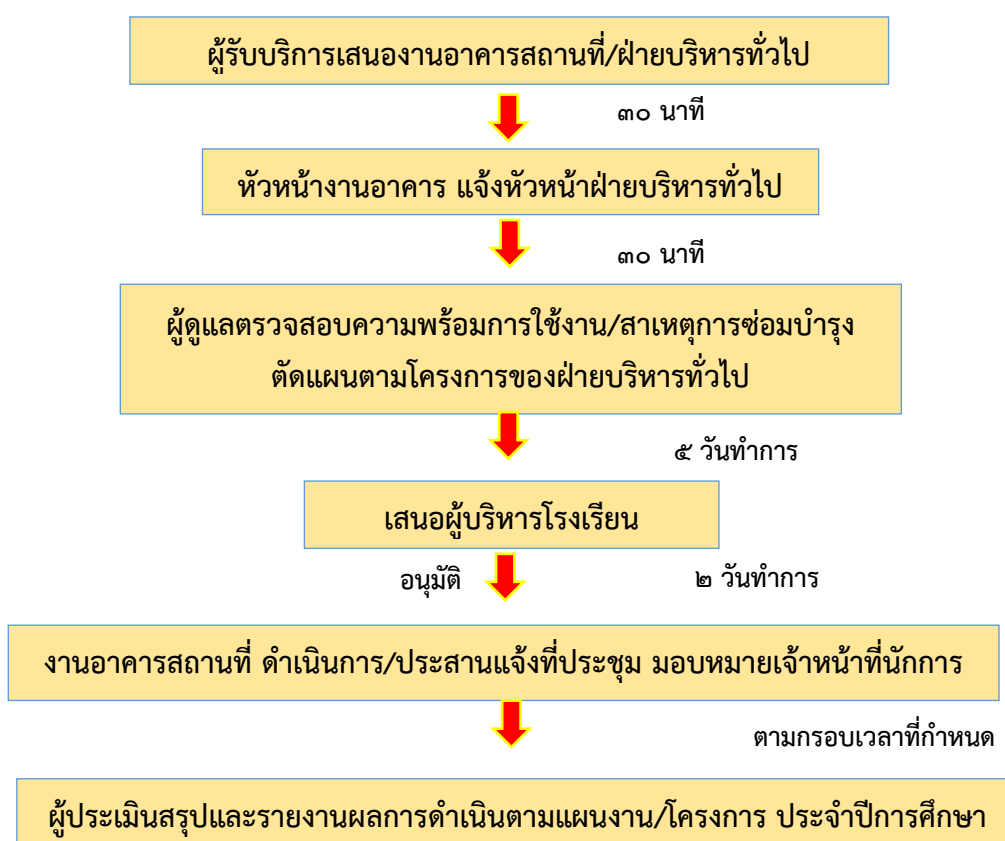 ผู้รับบริการเสนองานอาคารสถานที่/ฝ่ายบริหารทั่วไป
๓๐ นาที
หัวหน้างานอาคาร แจ้งหัวหน้าฝ่ายบริหารทั่วไป
๓๐ นาที
ผู้ดูแลตรวจสอบความพร้อมการใช้งาน/สาเหตุการซ่อมบำรุง
ตัดแผนตามโครงการของฝ่ายบริหารทั่วไป
๕ วันทำการ
เสนอผู้บริหารโรงเรียน
อนุมัติ ๒ วันทำการ
งานอาคารสถานที่ ดำเนินการ/ประสานแจ้งที่ประชุม มอบหมายเจ้าหน้าที่นักการ
ตามกรอบเวลาที่กำหนด
ผู้ประเมินสรุปและรายงานผลการดำเนินตามแผนงาน/โครงการ ประจำปีการศึกษา